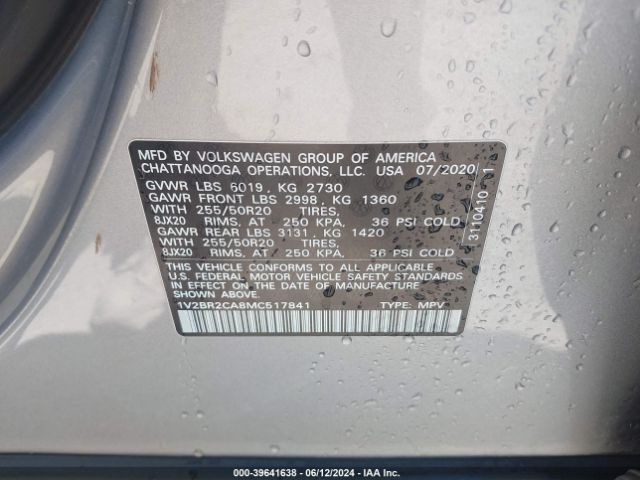 MFD BY VOLKSWAGEN GROUP OF AMERICA
CHATTANOOGA OPERATIONS, LLC. USA 07/2020
GVWR LBS 6019, KG 2730
GAWR FRONT LBS 2998, KG 1360
WITH 255/50R20 TIRES,
8JX20 RIMS, AT 250 KPA, 36 PSI COLD
GAWR REAR LBS 3131, KG 1420
WITH 255/50R20 TIRES,
8JX20 RIMS, AT 250 KPA, 36 PSI COLD
THIS VEHICLE CONFORMS TO ALL APPLICABLE
U.S. FEDERAL MOTOR VEHICLE SAFETY STANDARDS
IN EFFECT ON THE DATE OF MANUFACTURE
SHOWN ABOVE.
1V2BR2CA8MC517841 TYPE: MPV
3110410 1
000 - 39641638 - 06/12/2024 - IAA Inc.